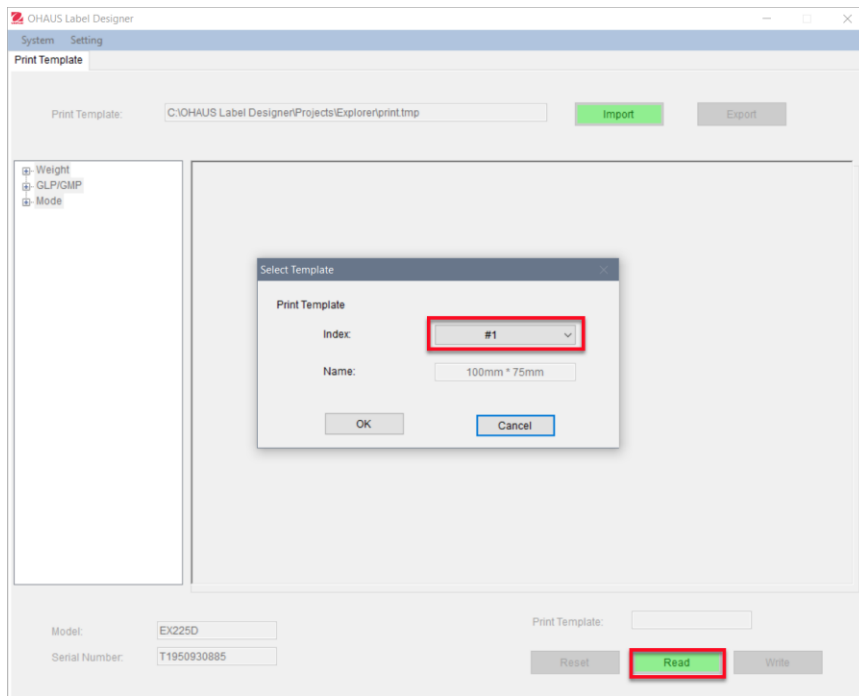 OHAUS Label Designer
System Setting
Print Template
Print Template: C:\OHAUS Label Designer\Projects\Explorer\print.tmp Import Export
Weight
GLP/GMP
Mode
Select Template
Print Template
Index: #1
Name: 100mm * 75mm
OK Cancel
Print Template:
Model: EX225D
Serial Number: T1950930885
Reset Read Write